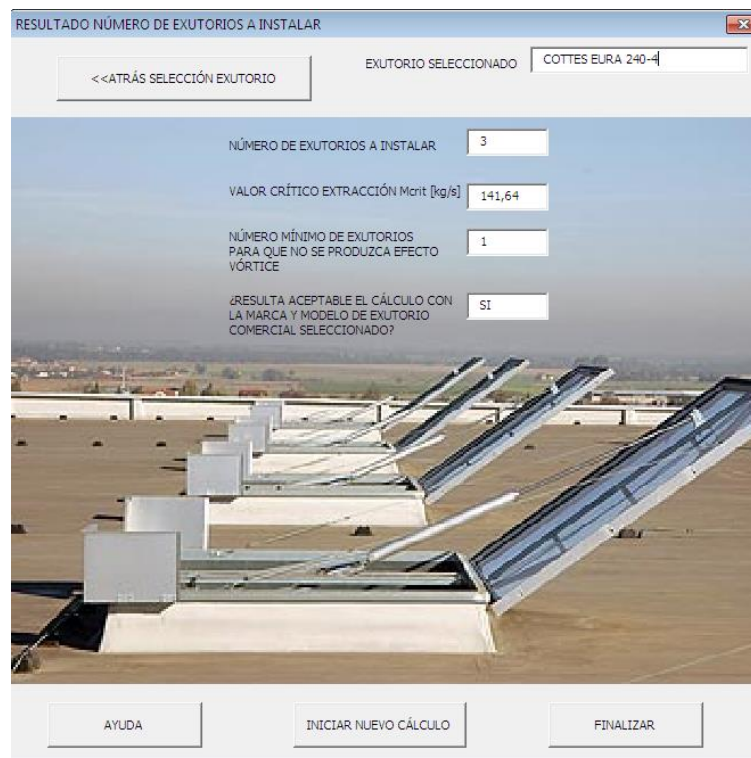 RESULTADO NÚMERO DE EXUTORIOS A INSTALAR
<<ATRÁS SELECCIÓN EXUTORIO
EXUTORIO SELECCIONADO
COTTES EURA 240-4
NÚMERO DE EXUTORIOS A INSTALAR
3
VALOR CRÍTICO EXTRACCIÓN Mcrit [kg/s]
141,64
NÚMERO MÍNIMO DE EXUTORIOS
PARA QUE NO SE PRODUZCA EFECTO
VÓRTICE
1
¿RESULTA ACEPTABLE EL CÁLCULO CON
LA MARCA Y MODELO DE EXUTORIO
COMERCIAL SELECCIONADO?
SI
AYUDA
INICIAR NUEVO CÁLCULO
FINALIZAR